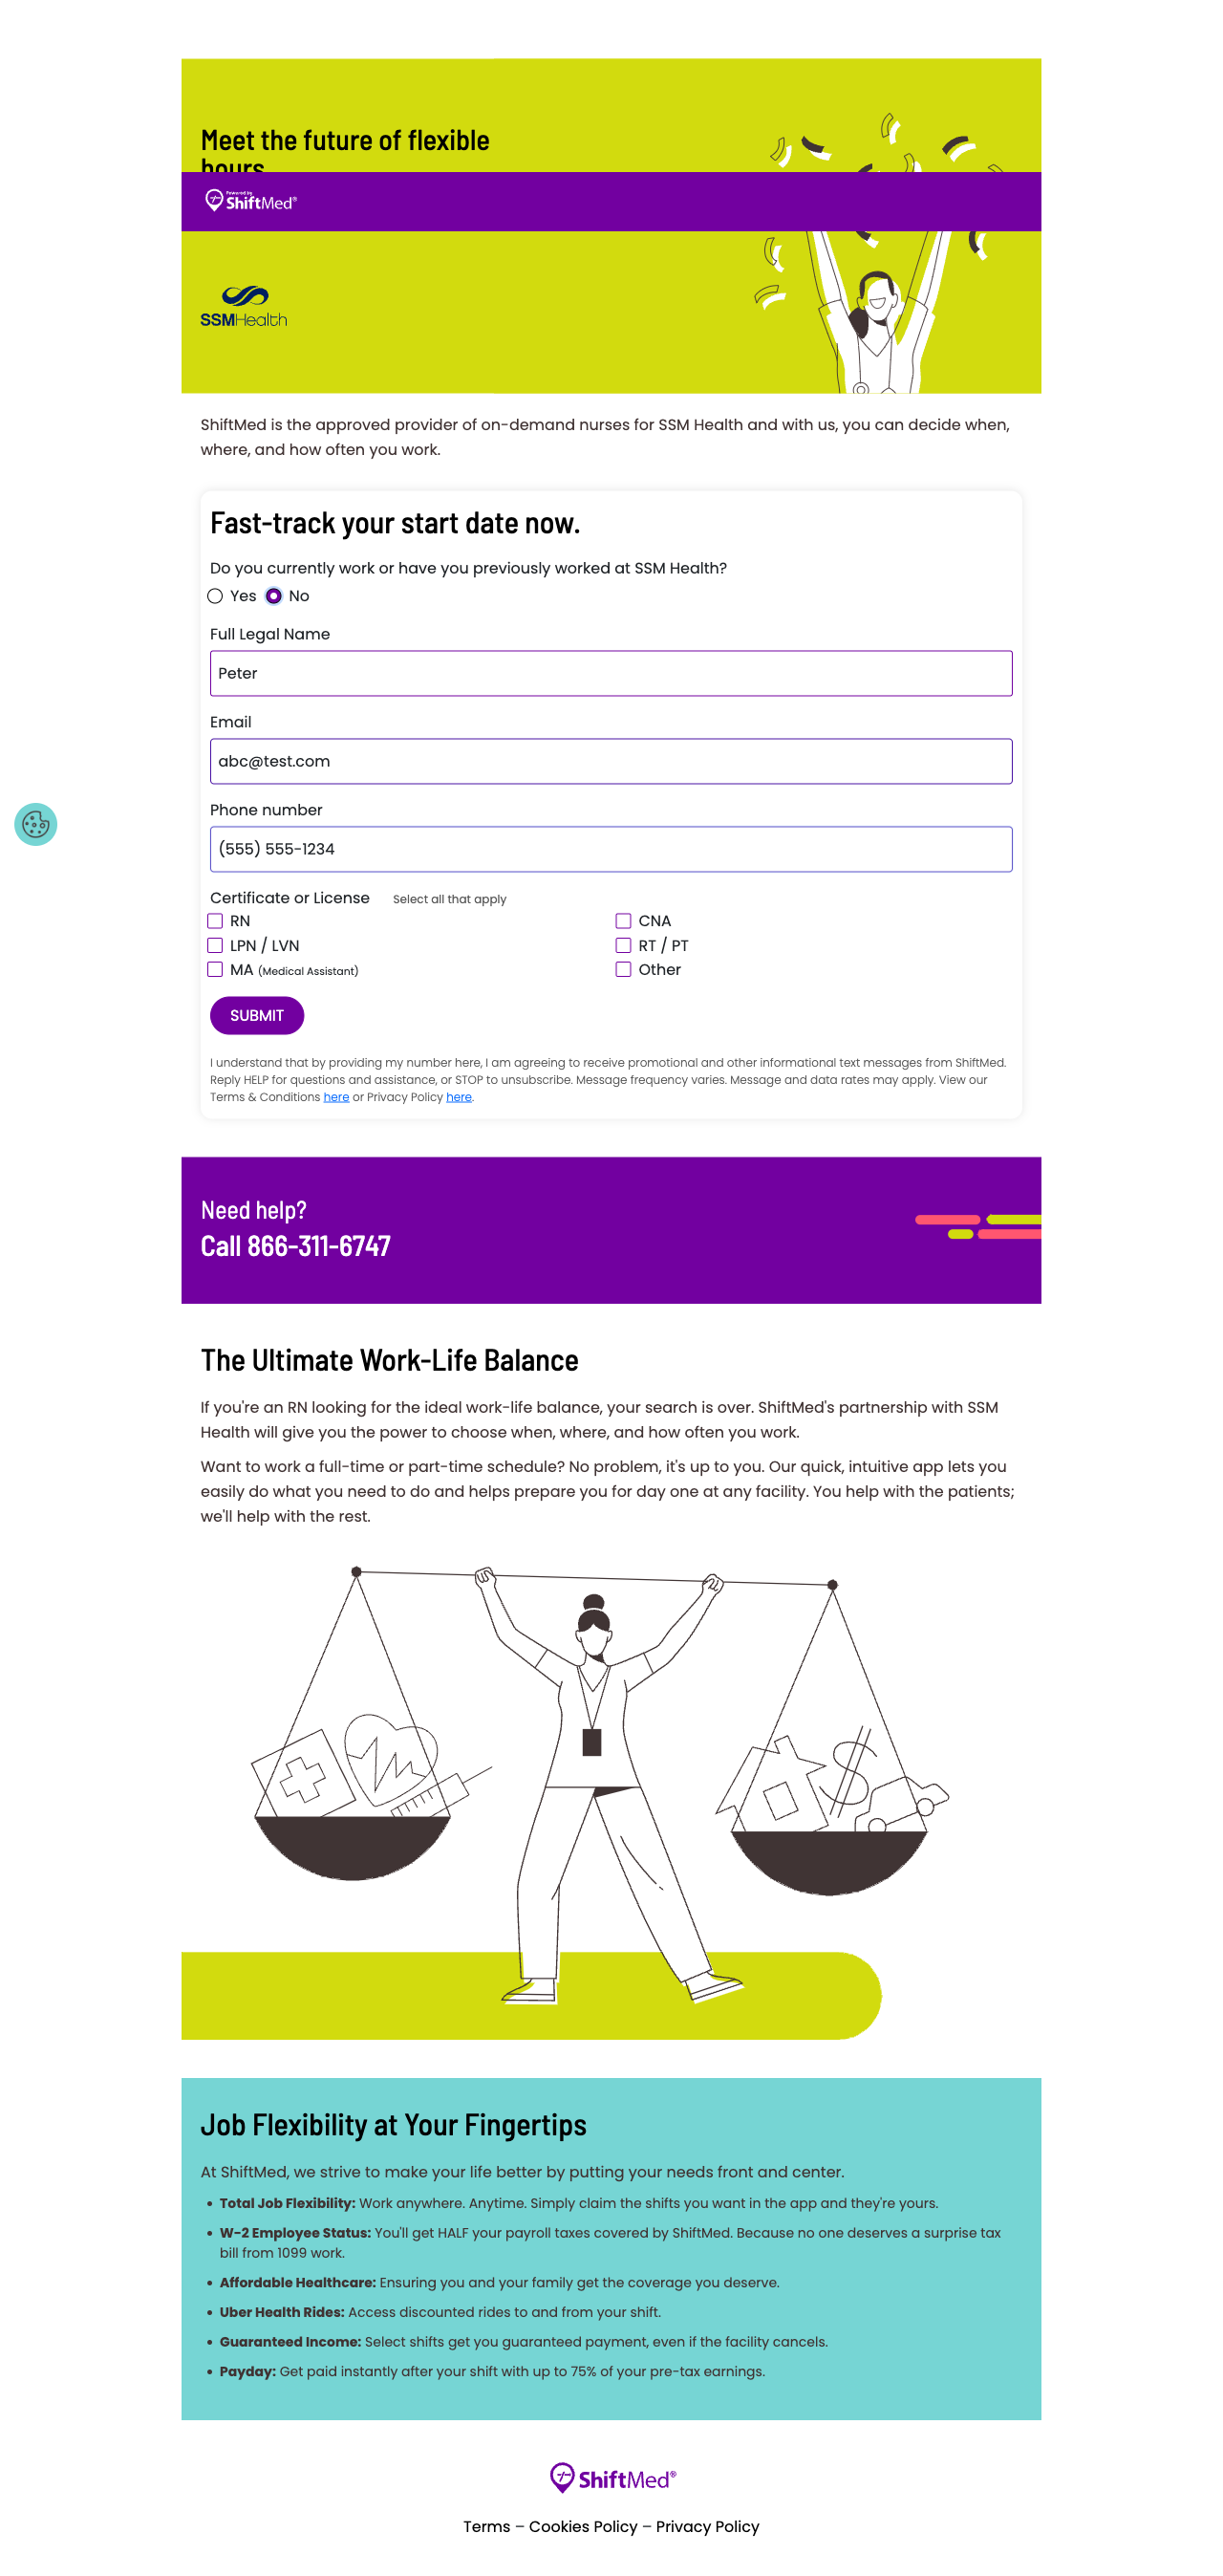 Meet the future of flexible
hours
Powered by
ShiftMed®
SSMHealth
ShiftMed is the approved provider of on-demand nurses for SSM Health and with us, you can decide when,
where, and how often you work.
Fast-track your start date now.
Do you currently work or have you previously worked at SSM Health?
Yes No
Full Legal Name
Peter
Email
abc@test.com
Phone number
(555) 555-1234
Certificate or License Select all that apply
RN CNA
LPN / LVN RT / PT
MA (Medical Assistant) Other
SUBMIT
I understand that by providing my number here, I am agreeing to receive promotional and other informational text messages from ShiftMed.
Reply HELP for questions and assistance, or STOP to unsubscribe. Message frequency varies. Message and data rates may apply. View our
Terms & Conditions here or Privacy Policy here.
Need help?
Call 866-311-6747
The Ultimate Work-Life Balance
If you're an RN looking for the ideal work-life balance, your search is over. ShiftMed's partnership with SSM
Health will give you the power to choose when, where, and how often you work.
Want to work a full-time or part-time schedule? No problem, it's up to you. Our quick, intuitive app lets you
easily do what you need to do and helps prepare you for day one at any facility. You help with the patients;
we'll help with the rest.
$
Job Flexibility at Your Fingertips
At ShiftMed, we strive to make your life better by putting your needs front and center.
• Total Job Flexibility: Work anywhere. Anytime. Simply claim the shifts you want in the app and they're yours.
• W-2 Employee Status: You'll get HALF your payroll taxes covered by ShiftMed. Because no one deserves a surprise tax
bill from 1099 work.
• Affordable Healthcare: Ensuring you and your family get the coverage you deserve.
• Uber Health Rides: Access discounted rides to and from your shift.
• Guaranteed Income: Select shifts get you guaranteed payment, even if the facility cancels.
• Payday: Get paid instantly after your shift with up to 75% of your pre-tax earnings.
ShiftMed®
Terms – Cookies Policy – Privacy Policy